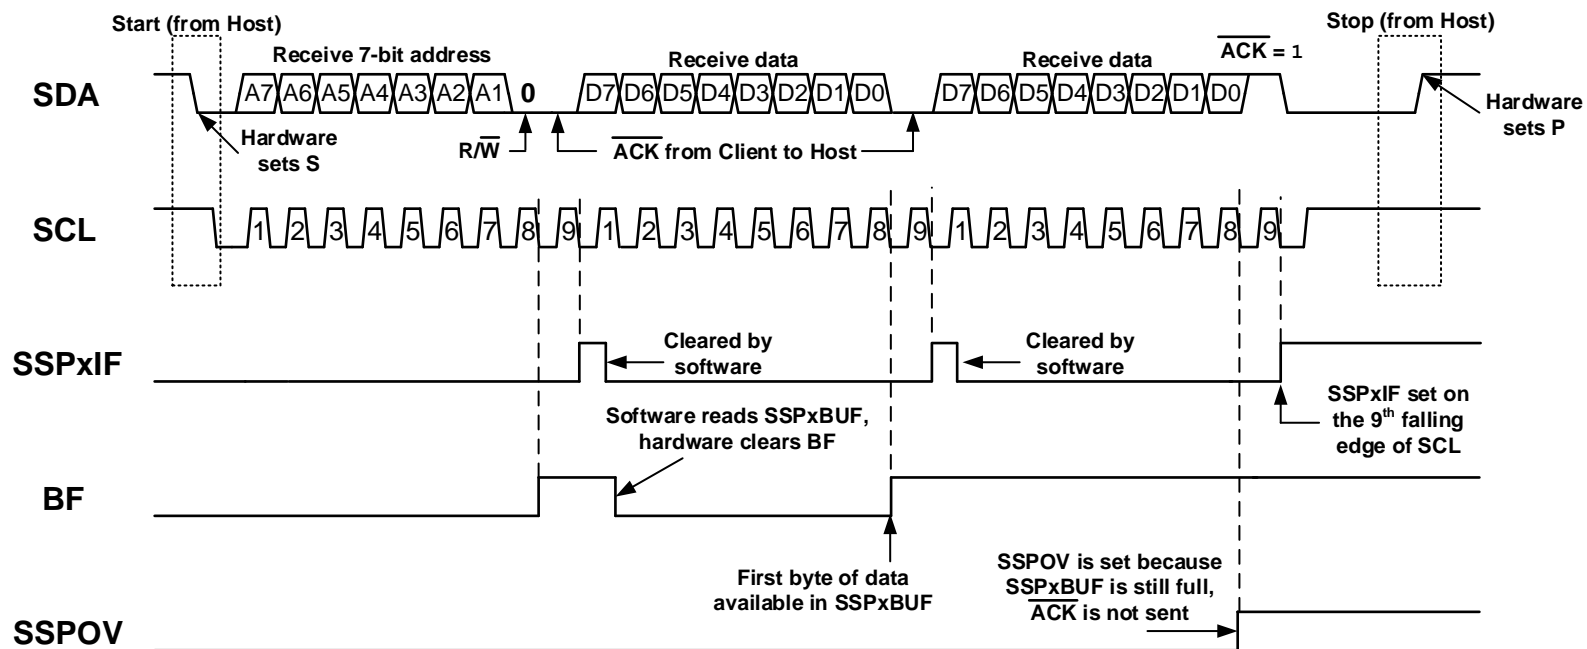 Start (from Host)
Stop (from Host)
Receive 7-bit address
Receive data
Receive data
ACK = 1
SDA
A7 A6 A5 A4 A3 A2 A1 0
D7 D6 D5 D4 D3 D2 D1 D0
D7 D6 D5 D4 D3 D2 D1 D0
Hardware
sets S
R/W
ACK from Client to Host
Hardware
sets P
SCL
1 2 3 4 5 6 7 8 9 1 2 3 4 5 6 7 8 9 1 2 3 4 5 6 7 8 9
SSPxIF
Cleared by
software
Cleared by
software
SSPxIF set on
the 9th falling
edge of SCL
Software reads SSPxBUF,
hardware clears BF
BF
First byte of data
available in SSPxBUF
SSPOV is set because
SSPxBUF is still full,
ACK is not sent
SSPOV